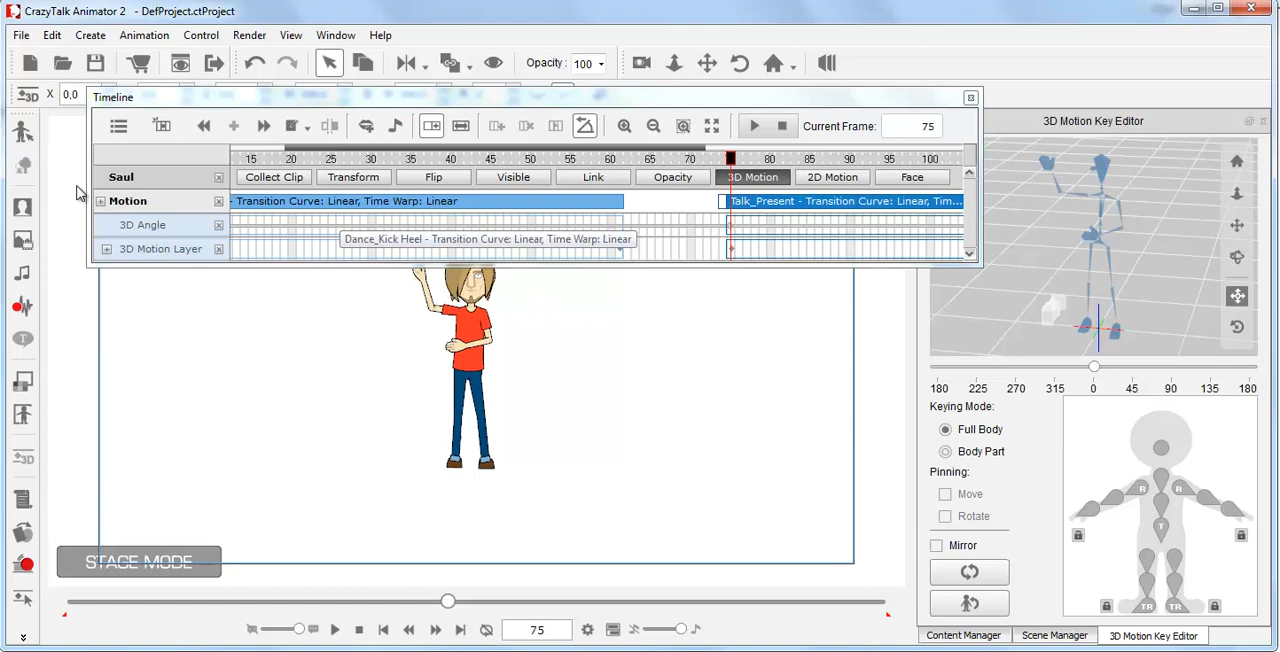 CrazyTalk Animator 2 - DefProject.ctProject
File Edit Create Animation Control Render View Window Help
Opacity : 100
3D X 0,0
Timeline
Current Frame: 75
15 20 25 30 35 40 45 50 55 60 65 70 80 85 90 95 100
Saul Collect Clip Transform Flip Visible Link Opacity 3D Motion 2D Motion Face
Motion - Transition Curve: Linear, Time Warp: Linear Talk_Present - Transition Curve: Linear, Tim...
3D Angle
Dance_Kick Heel - Transition Curve: Linear, Time Warp: Linear
3D Motion Layer
3D Motion Key Editor
180 225 270 315 0 45 90 135 180
Keying Mode:
Full Body
Body Part
Pinning:
Move
Rotate
Mirror
R R
T
TR TR
3D
STAGE MODE
75
Content Manager Scene Manager 3D Motion Key Editor